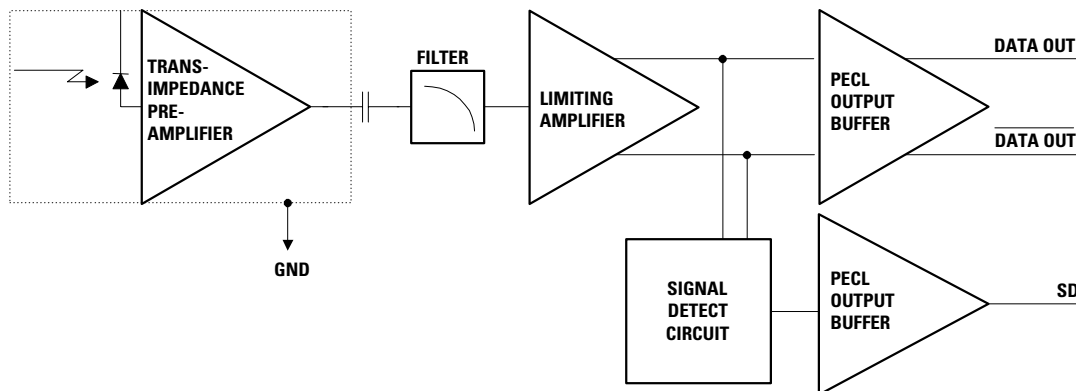 TRANS-
IMPEDANCE
PRE-
AMPLIFIER
GND
FILTER
LIMITING
AMPLIFIER
PECL
OUTPUT
BUFFER
DATA OUT
DATA OUT
SIGNAL
DETECT
CIRCUIT
PECL
OUTPUT
BUFFER
SD